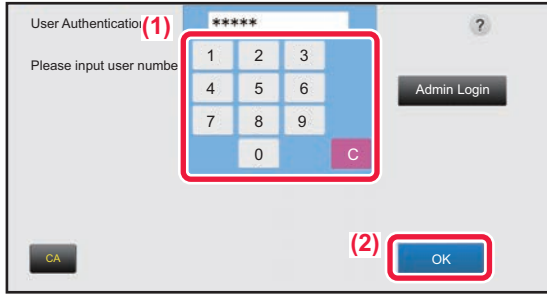 User Authentication
(1)
*****
?
Please input user numbe
1 2 3
4 5 6
Admin Login
7 8 9
0 C
(2)
CA
OK